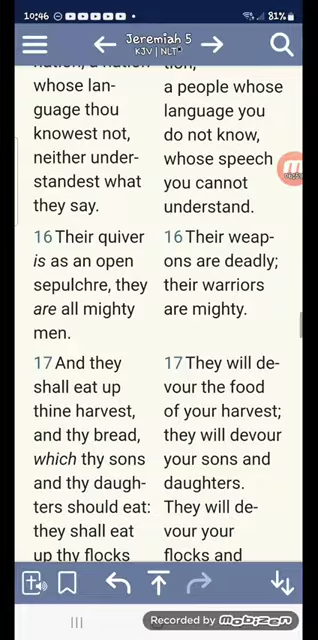 10:46
81%
Jeremiah 5
KJV | NLT
nation, a nation
whose lan-
guage thou
knowest not,
neither under-
standest what
they say.
16 Their quiver
is as an open
sepulchre, they
are all mighty
men.
17 And they
shall eat up
thine harvest,
and thy bread,
which thy sons
and thy daugh-
ters should eat:
they shall eat
up thy flocks
tion,
a people whose
language you
do not know,
whose speech
you cannot
understand.
16 Their weap-
ons are deadly;
their warriors
are mighty.
17 They will de-
vour the food
of your harvest;
they will devour
your sons and
daughters.
They will de-
vour your
flocks and
Recorded by Mobizen